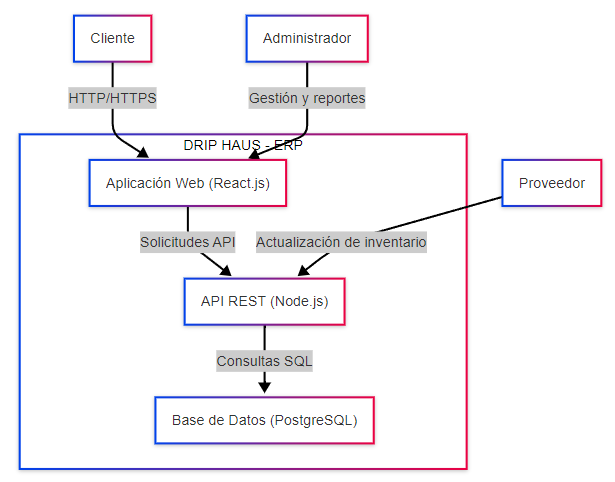 Cliente
Administrador
HTTP/HTTPS
Gestión y reportes
DRIP HAUS - ERP
Aplicación Web (React.js)
Proveedor
Solicitudes API
Actualización de inventario
API REST (Node.js)
Consultas SQL
Base de Datos (PostgreSQL)